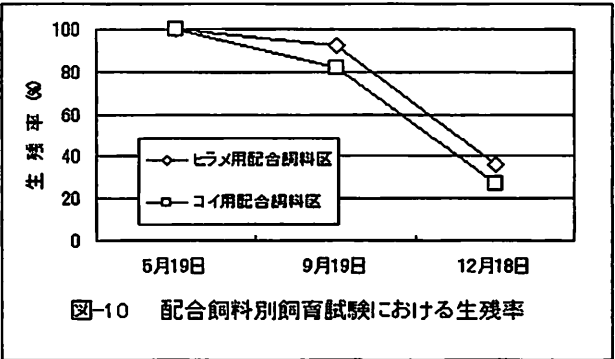 100
80
60
40
20
0
生残率(%)
ヒラメ用配合飼料区
コイ用配合飼料区
5月19日 9月19日 12月18日
図-10 配合飼料別飼育試験における生残率